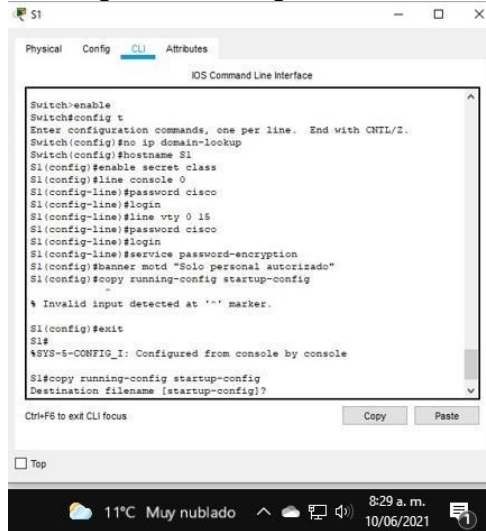 S1
Physical Config CLI Attributes
IOS Command Line Interface
Switch>enable
Switch#config t
Enter configuration commands, one per line. End with CNTL/Z.
Switch(config)#no ip domain-lookup
Switch(config)#hostname S1
S1(config)#enable secret class
S1(config)#line console 0
S1(config-line)#password cisco
S1(config-line)#login
S1(config-line)#line vty 0 15
S1(config-line)#password cisco
S1(config-line)#login
S1(config-line)#service password-encryption
S1(config)#banner motd "Solo personal autorizado"
S1(config)#copy running-config startup-config
^
% Invalid input detected at '^' marker.
S1(config)#exit
S1#
%SYS-5-CONFIG_I: Configured from console by console
S1#copy running-config startup-config
Destination filename [startup-config]?
Ctrl+F6 to exit CLI focus
Copy Paste
Top
11°C Muy nublado
8:29 a. m.
10/06/2021
1